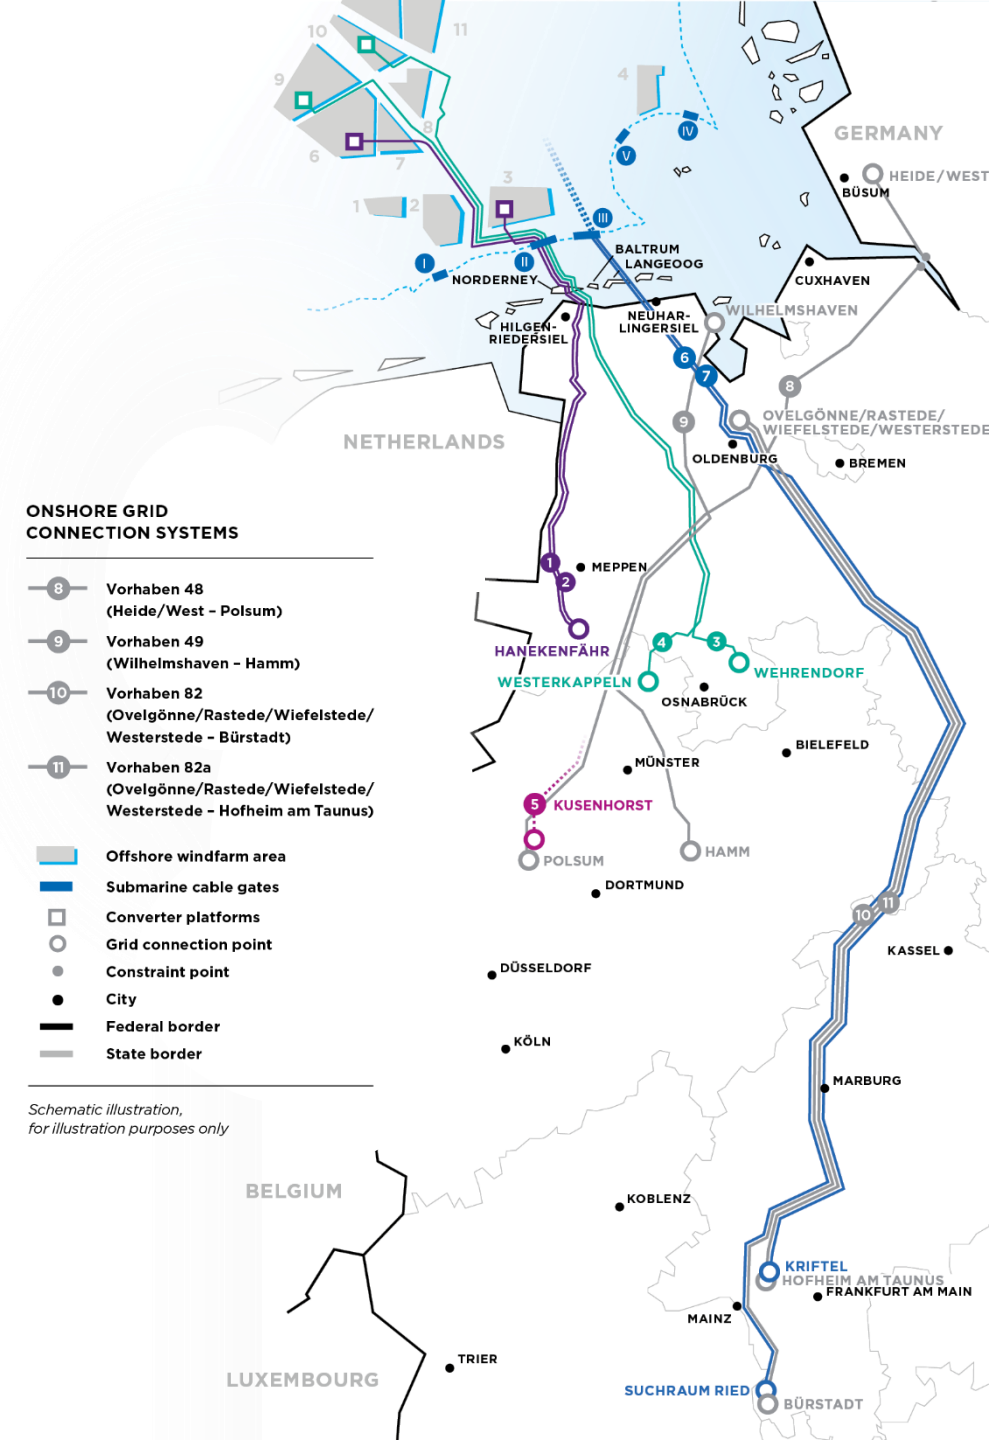 10
11
9
4
8
IV
GERMANY
V
6
7
HEIDE/WEST
3
BÜSUM
1
2
III
BALTRUM
LANGEOOG
I
II
NORDERNEY
CUXHAVEN
WILHELMSHAVEN
NEUHAR-
LINGERSIEL
HILGEN-
RIEDERSIEL
6
7
8
OVELGÖNNE/RASTEDE/
WIEFELSTEDE/WESTERSTEDE
9
NETHERLANDS
OLDENBURG
BREMEN
ONSHORE GRID
CONNECTION SYSTEMS
1
MEPPEN
2
8
Vorhaben 48
(Heide/West – Polsum)
9
Vorhaben 49
(Wilhelmshaven – Hamm)
10
Vorhaben 82
(Ovelgönne/Rastede/Wiefelstede/
Westerstede – Bürstadt)
11
Vorhaben 82a
(Ovelgönne/Rastede/Wiefelstede/
Westerstede – Hofheim am Taunus)
Offshore windfarm area
Submarine cable gates
Converter platforms
Grid connection point
Constraint point
City
Federal border
State border
Schematic illustration,
for illustration purposes only
HANEKENFÄHR
4
3
WESTERKAPPELN
WEHRENDORF
OSNABRÜCK
BIELEFELD
MÜNSTER
5
KUSENHORST
POLSUM
HAMM
DORTMUND
10
11
KASSEL
DÜSSELDORF
KÖLN
MARBURG
BELGIUM
KOBLENZ
KRIFTEL
HOFHEIM AM TAUNUS
FRANKFURT AM MAIN
MAINZ
TRIER
LUXEMBOURG
SUCHRAUM RIED
BÜRSTADT